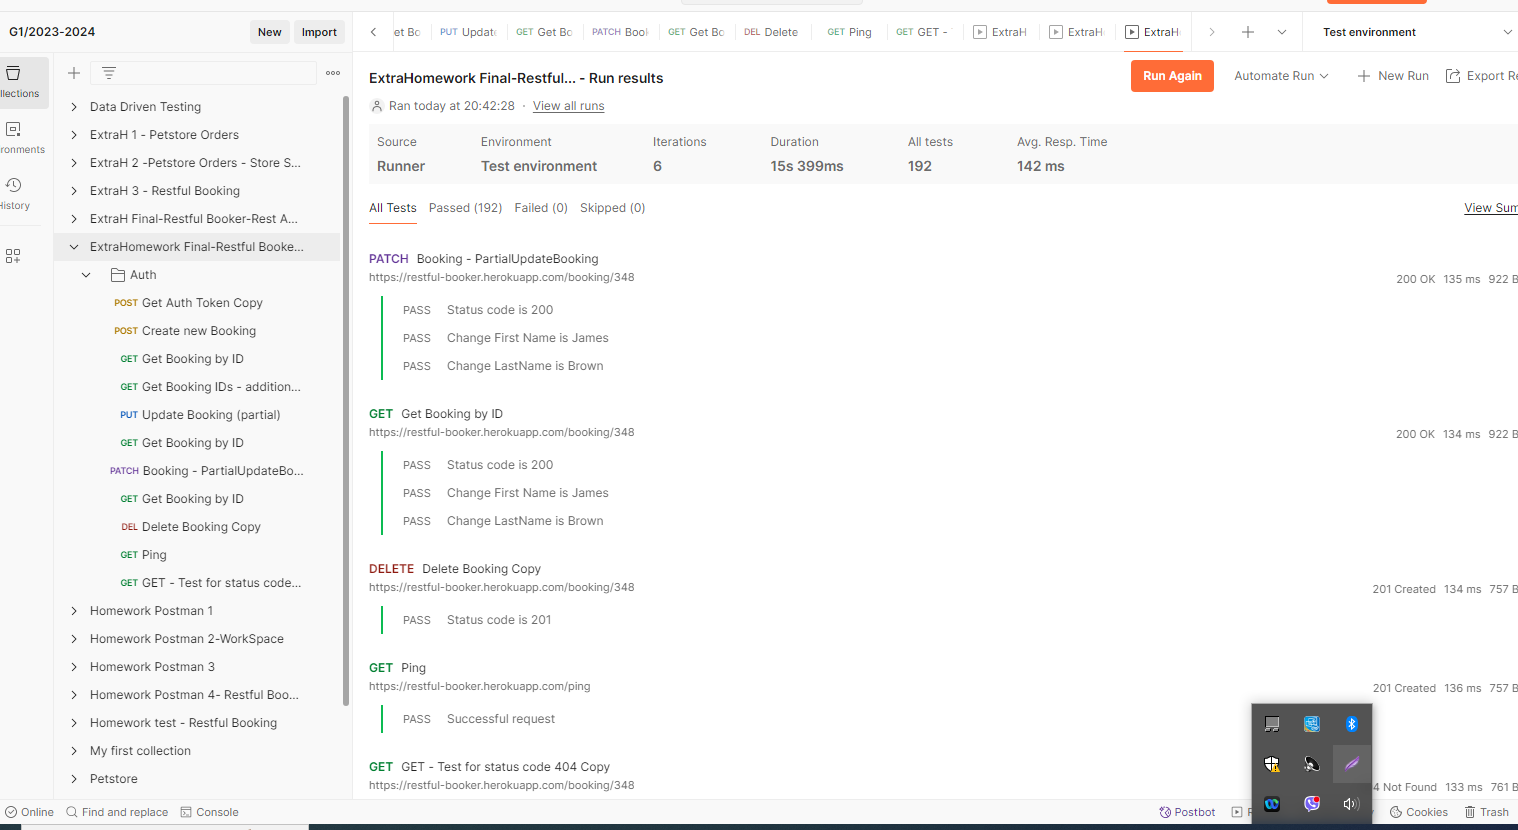 G1/2023-2024
New
Import
et Bo
PUT Updat
GET Get Bo
PATCH Book
GET Get Bo
DEL Delete
GET Ping
GET GET -
ExtraH
ExtraH
ExtraH
Test environment
llections
ronments
History
Data Driven Testing
ExtraH 1 - Petstore Orders
ExtraH 2 -Petstore Orders - Store S...
ExtraH 3 - Restful Booking
ExtraH Final-Restful Booker-Rest A...
ExtraHomework Final-Restful Booke...
Auth
POST Get Auth Token Copy
POST Create new Booking
GET Get Booking by ID
GET Get Booking IDs - addition...
PUT Update Booking (partial)
GET Get Booking by ID
PATCH Booking - PartialUpdateBo...
GET Get Booking by ID
DEL Delete Booking Copy
GET Ping
GET GET - Test for status code...
Homework Postman 1
Homework Postman 2-WorkSpace
Homework Postman 3
Homework Postman 4- Restful Boo...
Homework test - Restful Booking
My first collection
Petstore
ExtraHomework Final-Restful... - Run results
Run Again
Automate Run
New Run
Export Re
Ran today at 20:42:28 · View all runs
Source
Environment
Iterations
Duration
All tests
Avg. Resp. Time
Runner
Test environment
6
15s 399ms
192
142 ms
All Tests
Passed (192)
Failed (0)
Skipped (0)
View Sum
PATCH Booking - PartialUpdateBooking
https://restful-booker.herokuapp.com/booking/348
200 OK 135 ms 922 B
PASS Status code is 200
PASS Change First Name is James
PASS Change LastName is Brown
GET Get Booking by ID
https://restful-booker.herokuapp.com/booking/348
200 OK 134 ms 922 B
PASS Status code is 200
PASS Change First Name is James
PASS Change LastName is Brown
DELETE Delete Booking Copy
https://restful-booker.herokuapp.com/booking/348
201 Created 134 ms 757 B
PASS Status code is 201
GET Ping
https://restful-booker.herokuapp.com/ping
201 Created 136 ms 757 B
PASS Successful request
GET GET - Test for status code 404 Copy
https://restful-booker.herokuapp.com/booking/348
4 Not Found 133 ms 761 B
Online
Find and replace
Console
Postbot
Cookies
Trash